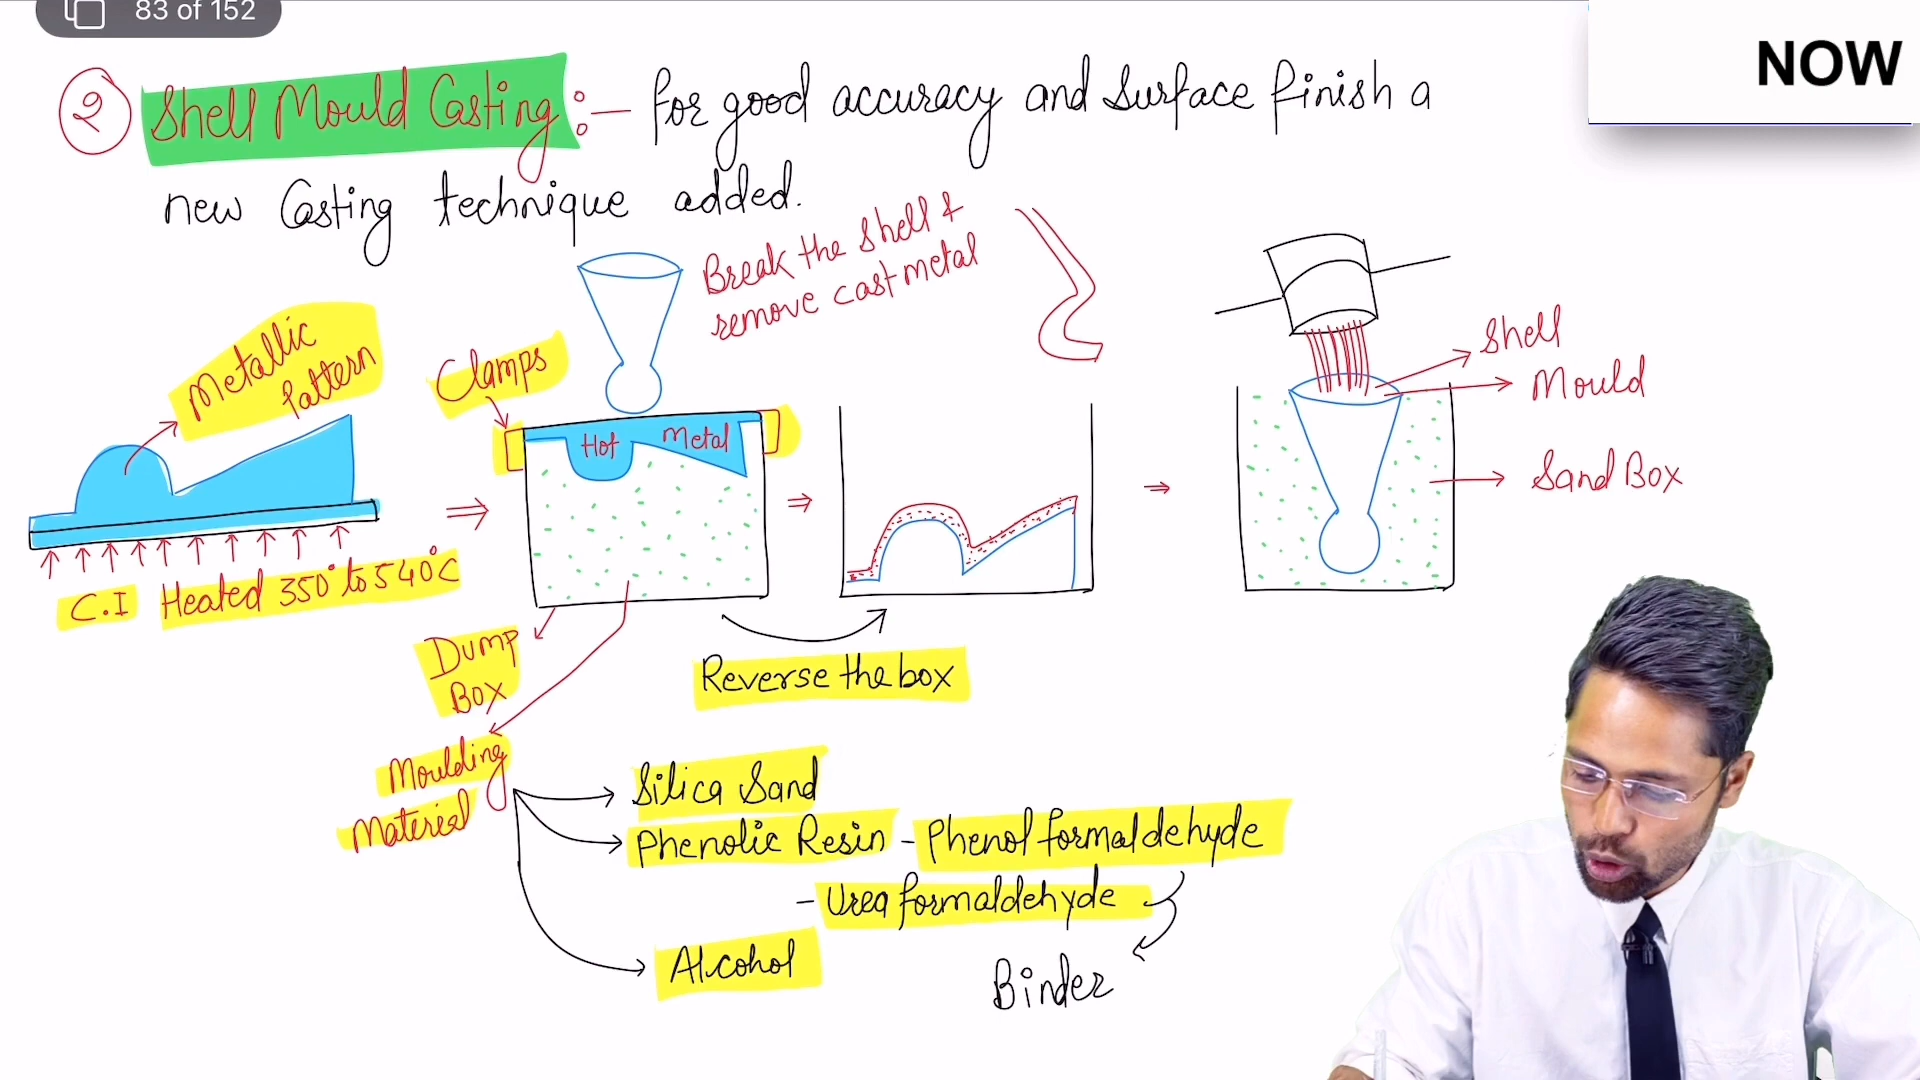 83 of 152
NOW
2 Shell Mould Casting :- for good accuracy and Surface finish a
new Casting technique added.
Break the Shell &
remove cast metal
Metallic
Pattern
Clamps
Hot Metal
Shell
Mould
Sand Box
C.I Heated 350° to 540°C
Dump
Box
Reverse the box
Moulding
Material
Silica Sand
Phenolic Resin - Phenol formaldehyde
- Urea formaldehyde
Alcohol
Binder